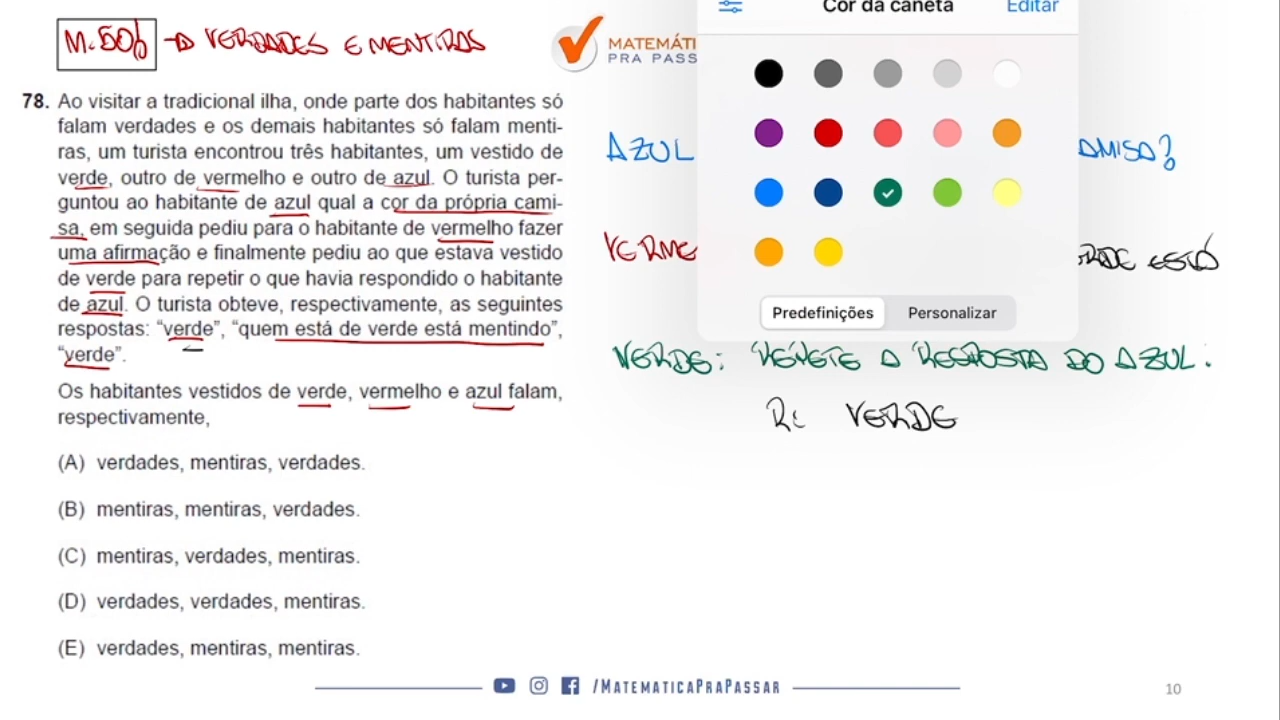 M.506 → VERDADES E MENTIRAS
MATEMÁTI
PRA PASS
Cor da caneta
Editar
78. Ao visitar a tradicional ilha, onde parte dos habitantes só
falam verdades e os demais habitantes só falam menti-
ras, um turista encontrou três habitantes, um vestido de
verde, outro de vermelho e outro de azul. O turista per-
guntou ao habitante de azul qual a cor da própria cami-
sa, em seguida pediu para o habitante de vermelho fazer
uma afirmação e finalmente pediu ao que estava vestido
de verde para repetir o que havia respondido o habitante
de azul. O turista obteve, respectivamente, as seguintes
respostas: “verde”, “quem está de verde está mentindo”,
“verde”.
Os habitantes vestidos de verde, vermelho e azul falam,
respectivamente,
(A) verdades, mentiras, verdades.
(B) mentiras, mentiras, verdades.
(C) mentiras, verdades, mentiras.
(D) verdades, verdades, mentiras.
(E) verdades, mentiras, mentiras.
AZUL AMISA?
VERME RDE ESTÁ
Predefinições
Personalizar
VERDE: REPETE A RESPOSTA DO AZUL:
R: VERDE
/MATEMATICAPRAPASSAR
10